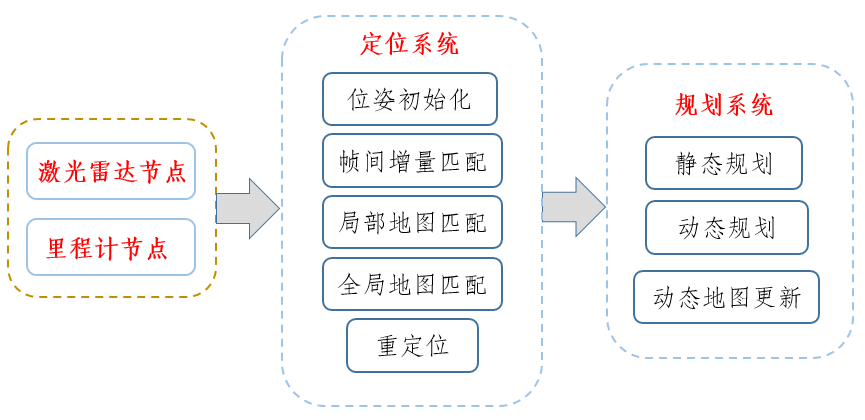 激光雷达节点
里程计节点
定位系统
位姿初始化
帧间增量匹配
局部地图匹配
全局地图匹配
重定位
规划系统
静态规划
动态规划
动态地图更新